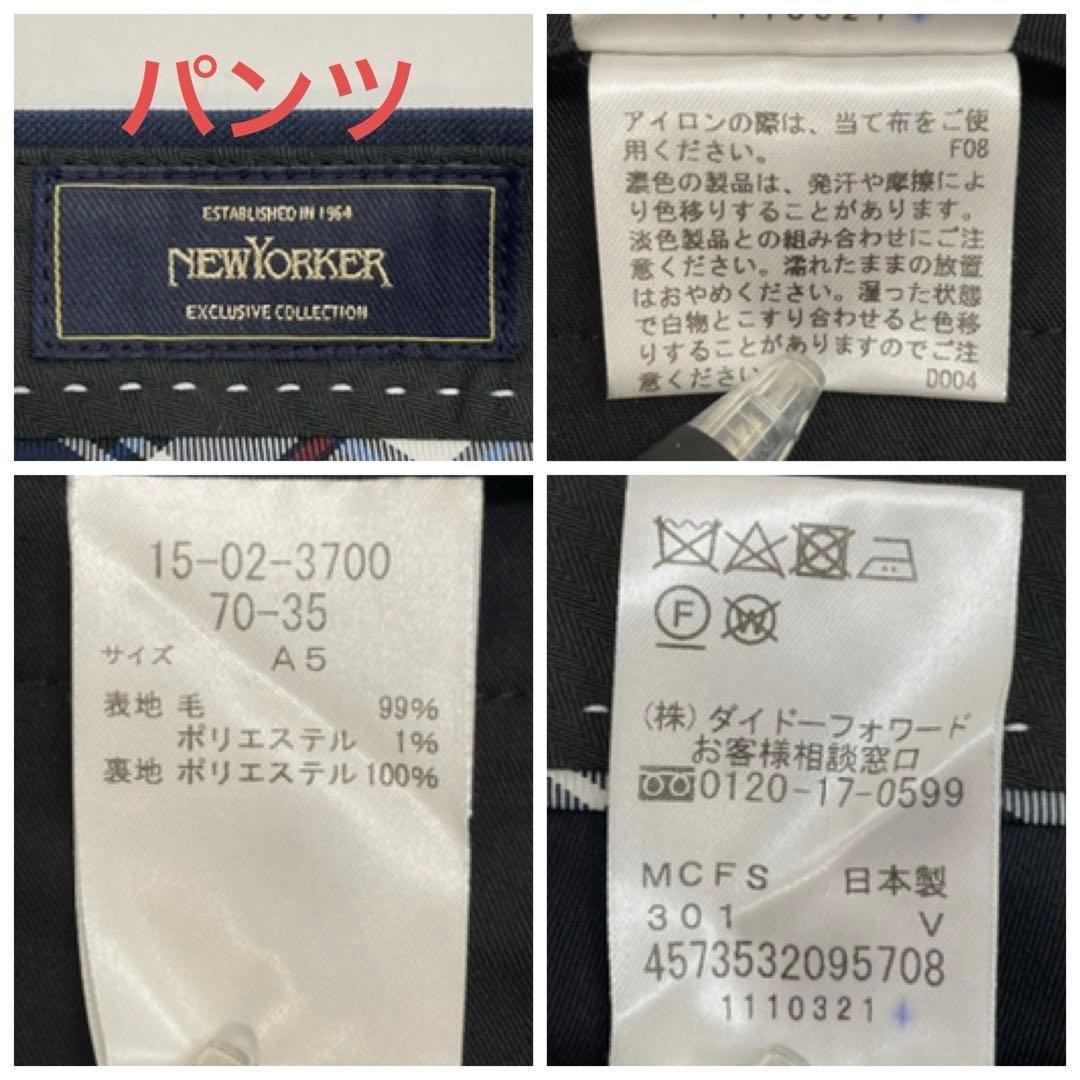 パンツ
ESTABLISHED IN 1964
NEWYORKER
EXCLUSIVE COLLECTION
1110321
アイロンの際は、当て布をご使
用ください。 F08
濃色の製品は、発汗や摩擦によ
り色移りすることがあります。
淡色製品との組み合わせにご注
意ください。濡れたままの放置
はおやめください。湿った状態
で白物とこすり合わせると色移
りすることがありますのでご注
意くださ D004
15-02-3700
70-35
サイズ A5
表地 毛 99%
ポリエステル 1%
裏地 ポリエステル 100%
F
W
(株)ダイドーフォワード
お客様相談窓口
0120-17-0599
MCFS 日本製
301 V
4573532095708
1110321